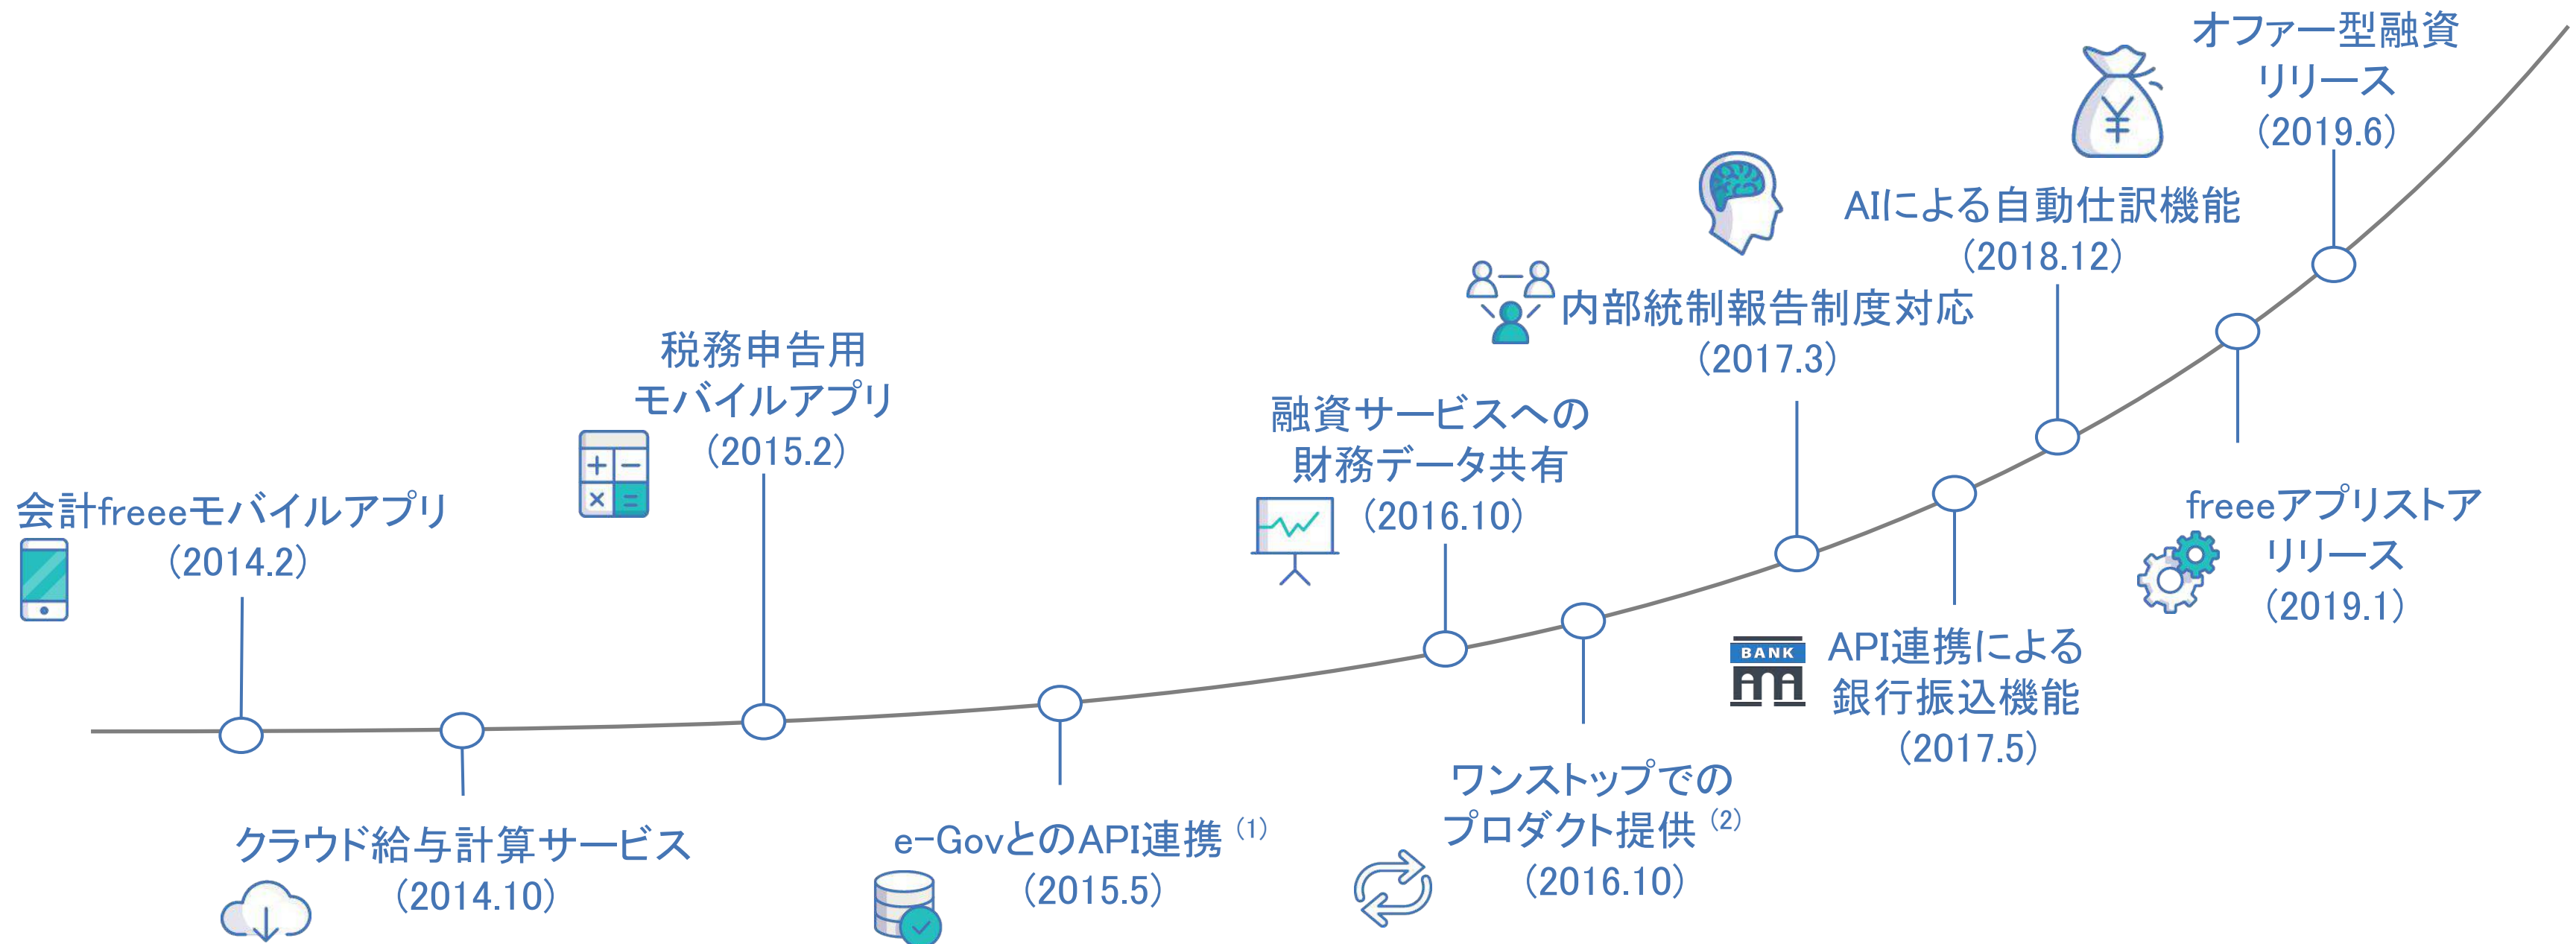 会計freeeモバイルアプリ
(2014.2)
クラウド給与計算サービス
(2014.10)
税務申告用
モバイルアプリ
(2015.2)
e-GovとのAPI連携 (1)
(2015.5)
融資サービスへの
財務データ共有
(2016.10)
ワンストップでの
プロダクト提供 (2)
(2016.10)
内部統制報告制度対応
(2017.3)
BANK
API連携による
銀行振込機能
(2017.5)
AIによる自動仕訳機能
(2018.12)
freeeアプリストア
リリース
(2019.1)
オファー型融資
リリース
(2019.6)